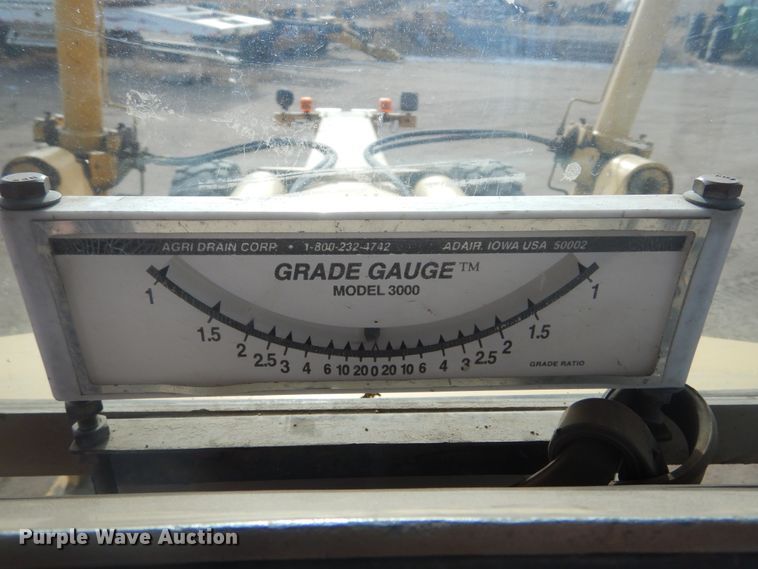 AGRI DRAIN CORP. • 1-800-232-4742 ADAIR, IOWA USA 50002
GRADE GAUGE™
MODEL 3000
1 1.5 2 2.5 3 4 6 10 20 0 20 10 6 4 3 2.5 2 1.5 1
GRADE RATIO
Purple Wave Auction